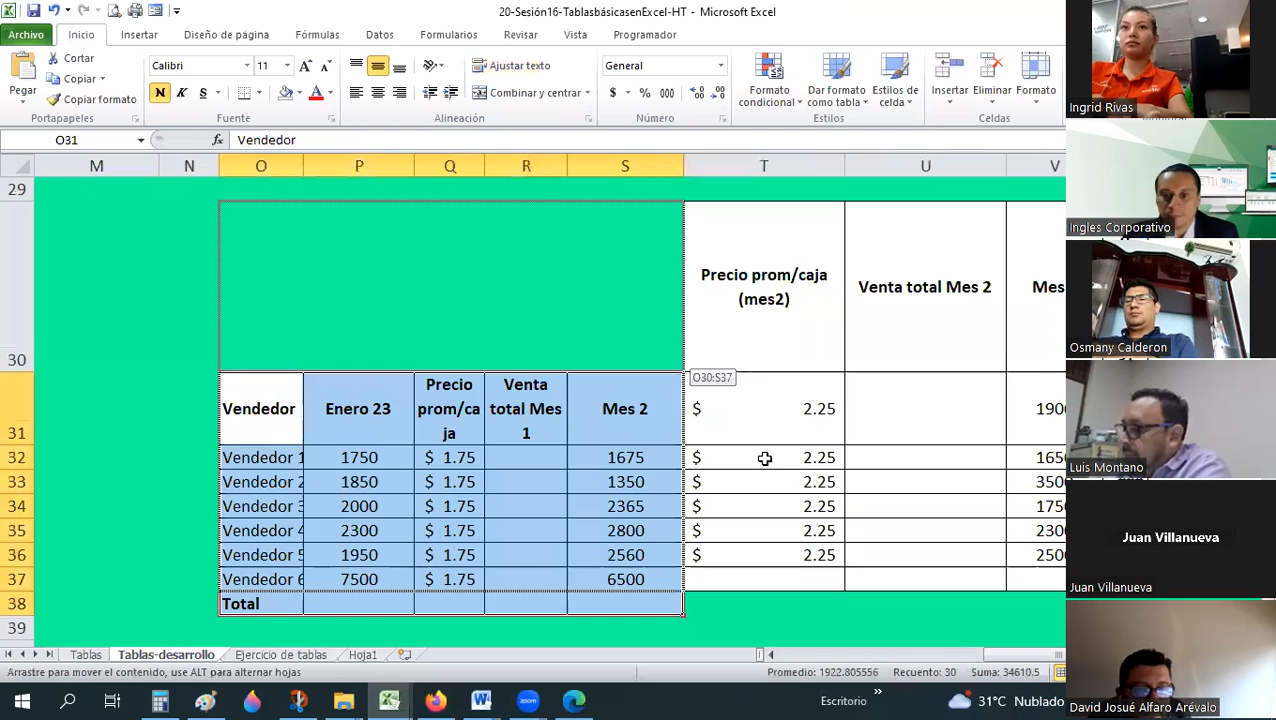 20-Sesión16-TablasbásicasenExcel-HT - Microsoft Excel
Archivo Inicio Insertar Diseño de página Fórmulas Datos Formularios Revisar Vista Programador
Cortar
Copiar
Copiar formato
Pegar
Portapapeles
Calibri 11
N K S
Fuente
Ajustar texto
Combinar y centrar
Alineación
General
$ % 000
Número
Formato condicional
Dar formato como tabla
Estilos de celda
Estilos
Insertar Eliminar Formato
Celdas
O31 fx Vendedor
M N O P Q R S T U V
29
30 Precio prom/caja (mes2) Venta total Mes 2 Mes
31 Vendedor Enero 23 Precio prom/ca ja Venta total Mes 1 Mes 2 $ 2.25 1900
O30:S37
32 Vendedor 1 1750 $ 1.75 1675 $ 2.25 1650
33 Vendedor 2 1850 $ 1.75 1350 $ 2.25 3500
34 Vendedor 3 2000 $ 1.75 2365 $ 2.25 1750
35 Vendedor 4 2300 $ 1.75 2800 $ 2.25 2300
36 Vendedor 5 1950 $ 1.75 2560 $ 2.25 2500
37 Vendedor 6 7500 $ 1.75 6500
38 Total
39
Tablas Tablas-desarrollo Ejercicio de tablas Hoja1
Arrastre para mover el contenido, use ALT para alternar hojas Promedio: 1922.805556 Recuento: 30 Suma: 34610.5
Escritorio » 31°C Nublado
Ingrid Rivas
Ingles Corporativo
Osmany Calderon
Luis Montano
Juan Villanueva
Juan Villanueva
David Josué Alfaro Arévalo